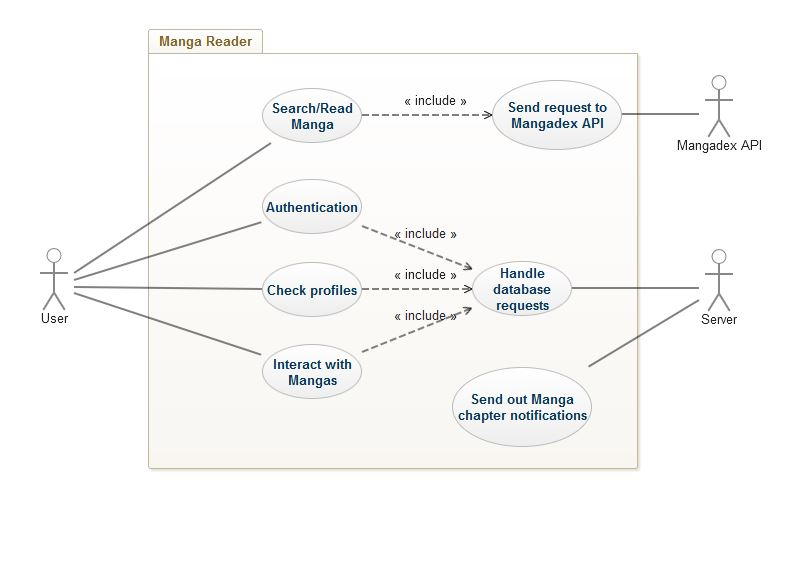 Manga Reader
Search/Read
Manga
« include »
Send request to
Mangadex API
Mangadex API
Authentication
« include »
User
Check profiles
« include »
Handle
database
requests
Server
« include »
Interact with
Mangas
Send out Manga
chapter notifications